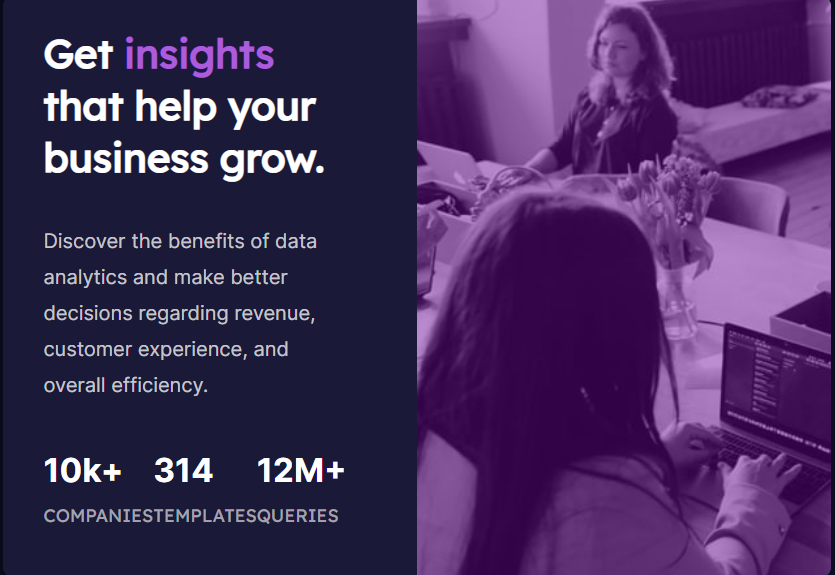 Get insights
that help your
business grow.
Discover the benefits of data
analytics and make better
decisions regarding revenue,
customer experience, and
overall efficiency.
10k+ 314 12M+
COMPANIESTEMPLATESQUERIES